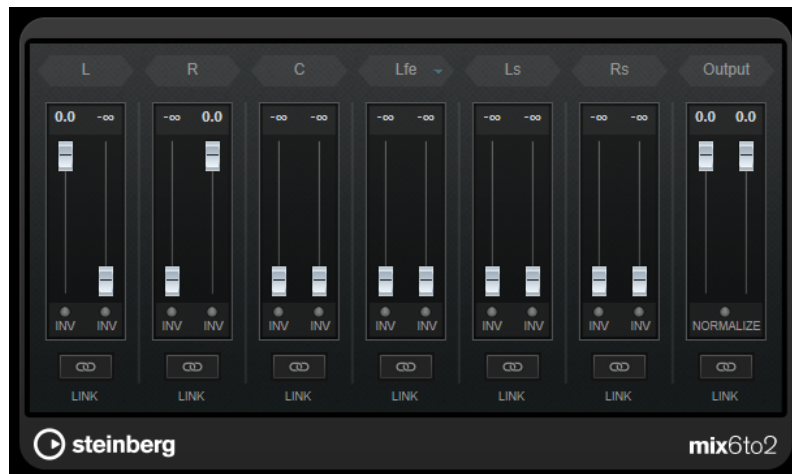 L R C Lfe Ls Rs Output
0.0 -∞ -∞ 0.0 -∞ -∞ -∞ -∞ -∞ -∞ -∞ -∞ 0.0 0.0
INV INV INV INV INV INV INV INV INV INV INV INV NORMALIZE
LINK LINK LINK LINK LINK LINK LINK
steinberg mix6to2